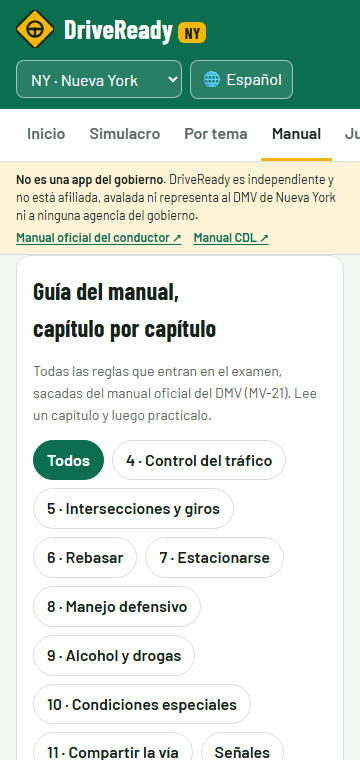 DriveReady NY
NY · Nueva York
Español
Inicio Simulacro Por tema Manual Ju
No es una app del gobierno. DriveReady es independiente y
no está afiliada, avalada ni representa al DMV de Nueva York
ni a ninguna agencia del gobierno.
Manual oficial del conductor ↗ Manual CDL ↗
Guía del manual,
capítulo por capítulo
Todas las reglas que entran en el examen,
sacadas del manual oficial del DMV (MV-21). Lee
un capítulo y luego practícalo.
Todos 4 · Control del tráfico
5 · Intersecciones y giros
6 · Rebasar 7 · Estacionarse
8 · Manejo defensivo
9 · Alcohol y drogas
10 · Condiciones especiales
11 · Compartir la vía Señales